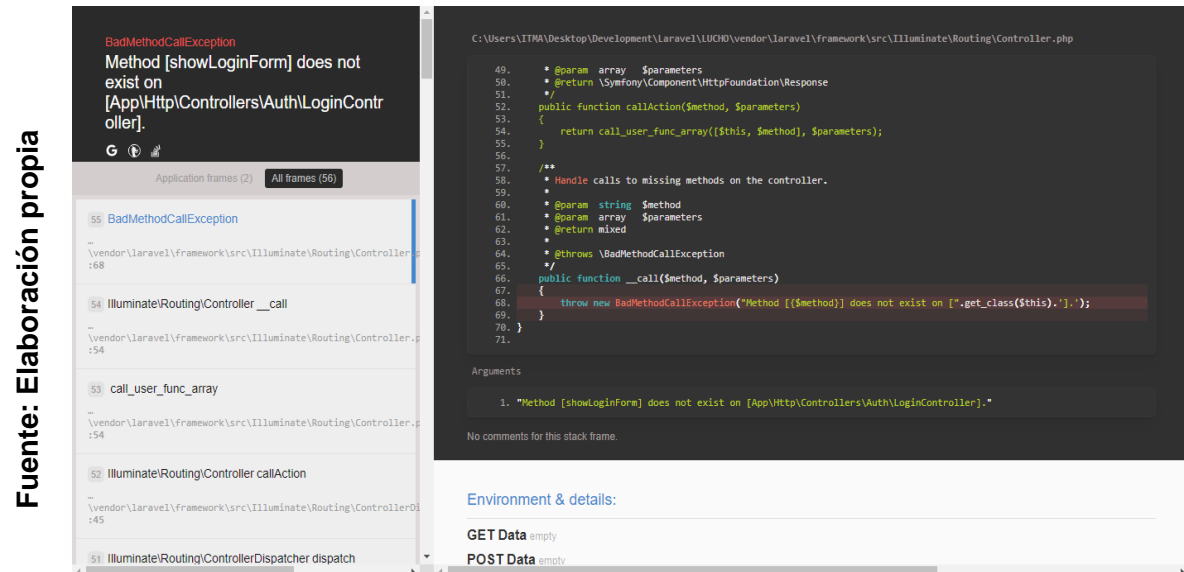 Fuente: Elaboración propia
BadMethodCallException
Method [showLoginForm] does not
exist on
[App\Http\Controllers\Auth\LoginContr
oller].
Application frames (2) All frames (56)
55 BadMethodCallException
…
\vendor\laravel\framework\src\Illuminate\Routing\Controller.p
:68
54 Illuminate\Routing\Controller __call
…
\vendor\laravel\framework\src\Illuminate\Routing\Controller.p
:54
53 call_user_func_array
…
\vendor\laravel\framework\src\Illuminate\Routing\Controller.p
:54
52 Illuminate\Routing\Controller callAction
…
\vendor\laravel\framework\src\Illuminate\Routing\ControllerDi
:45
51 Illuminate\Routing\ControllerDispatcher dispatch
C:\Users\ITMA\Desktop\Development\Laravel\LUCHO\vendor\laravel\framework\src\Illuminate\Routing\Controller.php
49. * @param array $parameters
50. * @return \Symfony\Component\HttpFoundation\Response
51. */
52. public function callAction($method, $parameters)
53. {
54. return call_user_func_array([$this, $method], $parameters);
55. }
56.
57. /**
58. * Handle calls to missing methods on the controller.
59. *
60. * @param string $method
61. * @param array $parameters
62. * @return mixed
63. *
64. * @throws \BadMethodCallException
65. */
66. public function __call($method, $parameters)
67. {
68. throw new BadMethodCallException("Method [{$method}] does not exist on [".get_class($this).'].');
69. }
70. }
71.
Arguments
1. "Method [showLoginForm] does not exist on [App\Http\Controllers\Auth\LoginController]."
No comments for this stack frame.
Environment & details:
GET Data empty
POST Data empty